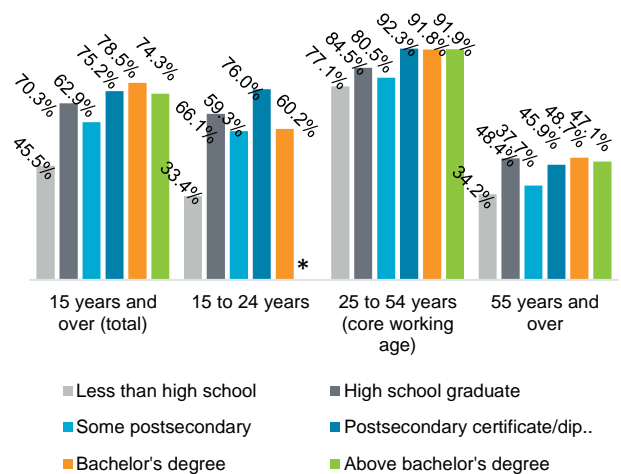 45.5%
70.3%
62.9%
75.2%
78.5%
74.3%
33.4%
66.1%
59.3%
76.0%
60.2%
*
77.1%
84.5%
80.5%
92.3%
91.8%
91.9%
34.2%
48.4%
37.7%
45.9%
48.7%
47.1%
15 years and
over (total)
15 to 24 years
25 to 54 years
(core working
age)
55 years and
over
Less than high school
High school graduate
Some postsecondary
Postsecondary certificate/dip..
Bachelor's degree
Above bachelor's degree